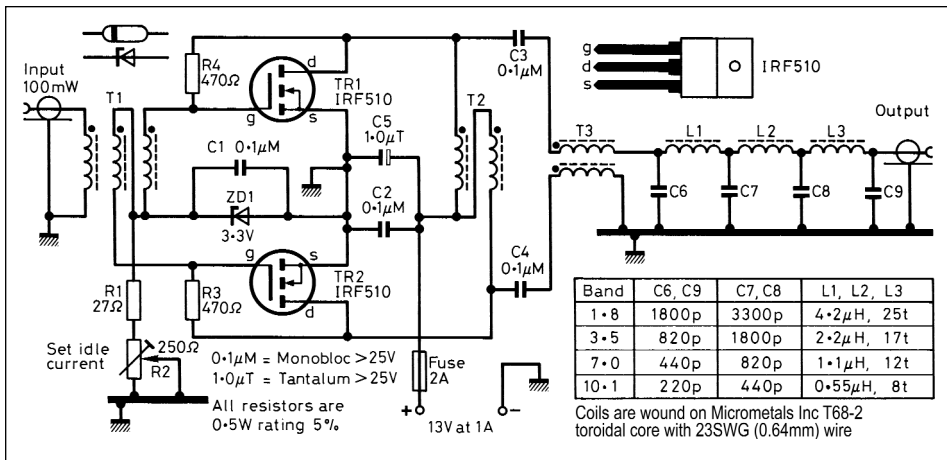 Input
100mW
T1
R4
470Ω
d
TR1
IRF510
g
s
C5
1·0µT
C1 0·1µM
ZD1
3·3V
C2
0·1µM
g
s
TR2
IRF510
d
R1
27Ω
R3
470Ω
Set idle
current
250Ω
R2
0·1µM = Monobloc >25V
1·0µT = Tantalum >25V
All resistors are
0·5W rating 5%
Fuse
2A
+
−
13V at 1A
T2
C3
0·1µM
C4
0·1µM
T3
g
d
s
IRF510
Output
L1
L2
L3
C6
C7
C8
C9
Band C6, C9 C7, C8 L1, L2, L3
1·8 1800p 3300p 4·2µH, 25t
3·5 820p 1800p 2·2µH, 17t
7·0 440p 820p 1·1µH, 12t
10·1 220p 440p 0·55µH, 8t
Coils are wound on Micrometals Inc T68-2
toroidal core with 23SWG (0.64mm) wire